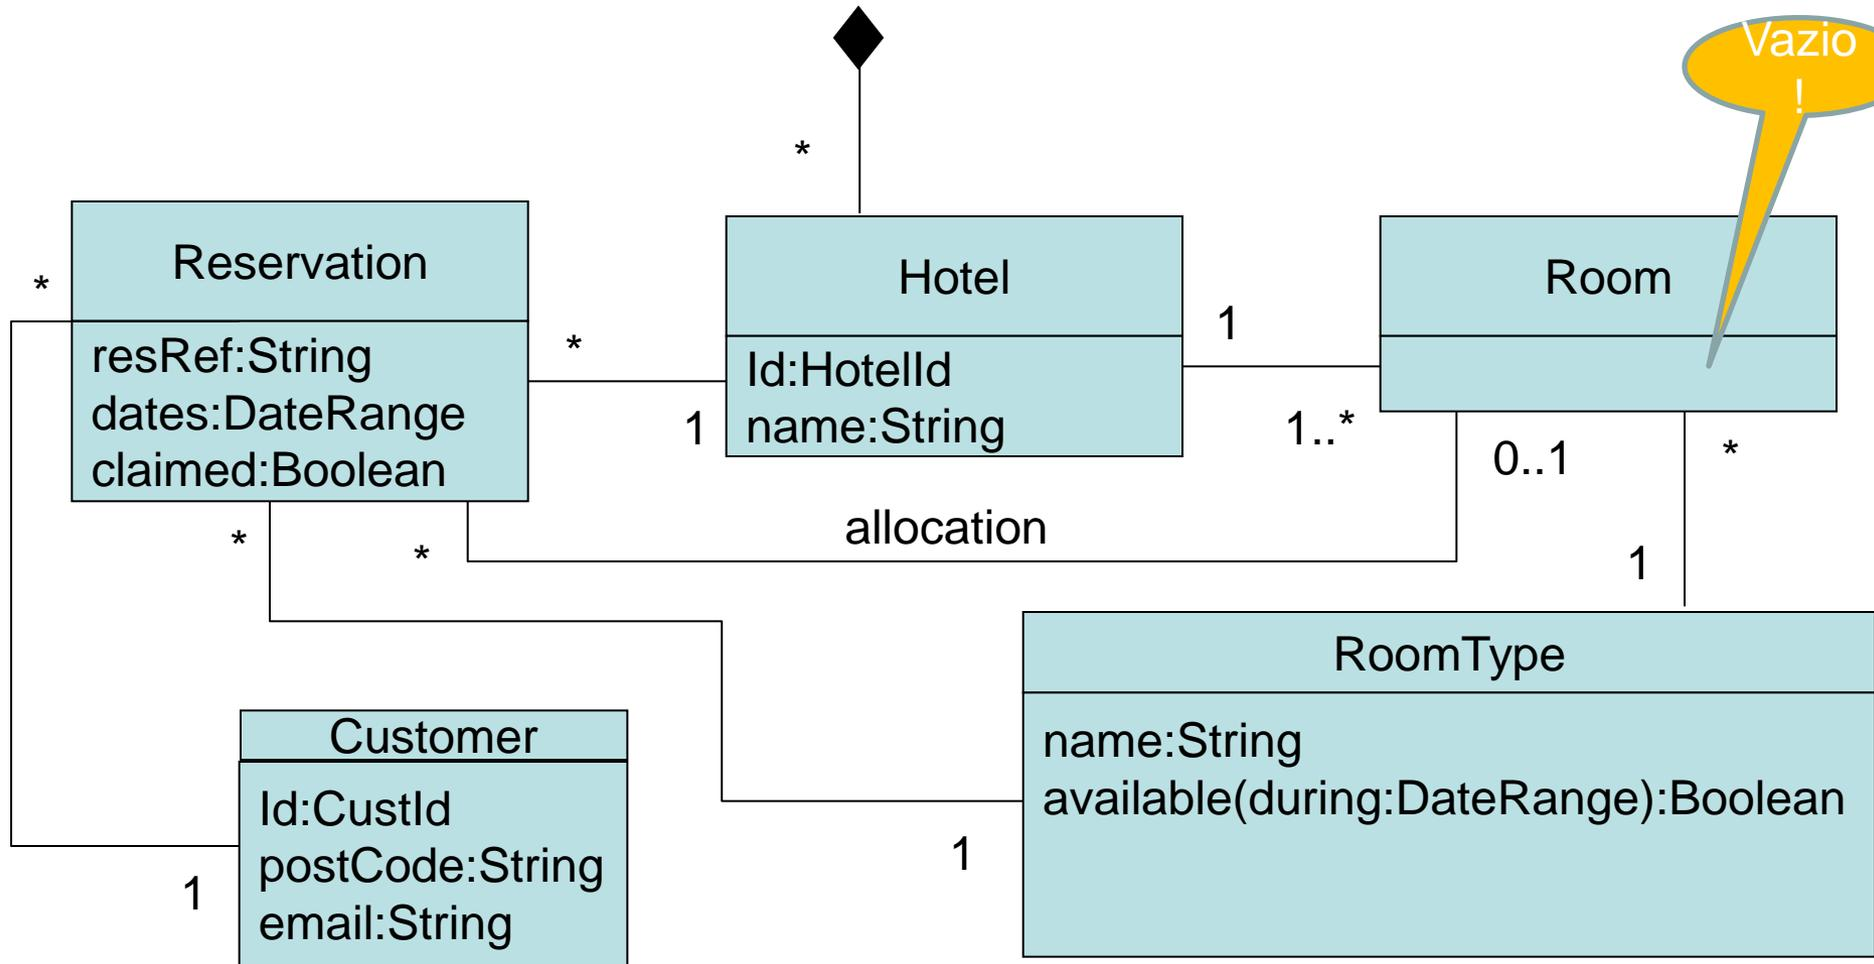 Vazio
!
*
Reservation
resRef:String
dates:DateRange
claimed:Boolean
*
*
1
Hotel
Id:HotelId
name:String
1
1..*
Room
0..1
*
allocation
*
*
1
RoomType
name:String
available(during:DateRange):Boolean
1
Customer
Id:CustId
postCode:String
email:String
1